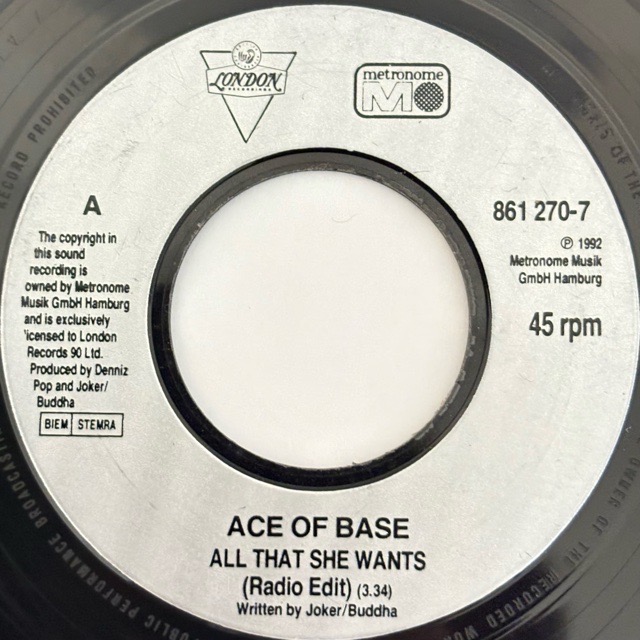 LONDON
RECORDINGS
metronome
A
861 270-7
℗ 1992
Metronome Musik
GmbH Hamburg
45 rpm
The copyright in
this sound
recording is
owned by Metronome
Musik GmbH Hamburg
and is exclusively
licensed to London
Records 90 Ltd.
Produced by Denniz
Pop and Joker/
Buddha
BIEM STEMRA
ACE OF BASE
ALL THAT SHE WANTS
(Radio Edit) (3.34)
Written by Joker/Buddha
RECORD PROHIBITED
PUBLIC PERFORMANCE BROADCASTING
OWNER OF THE RECORDED WORK